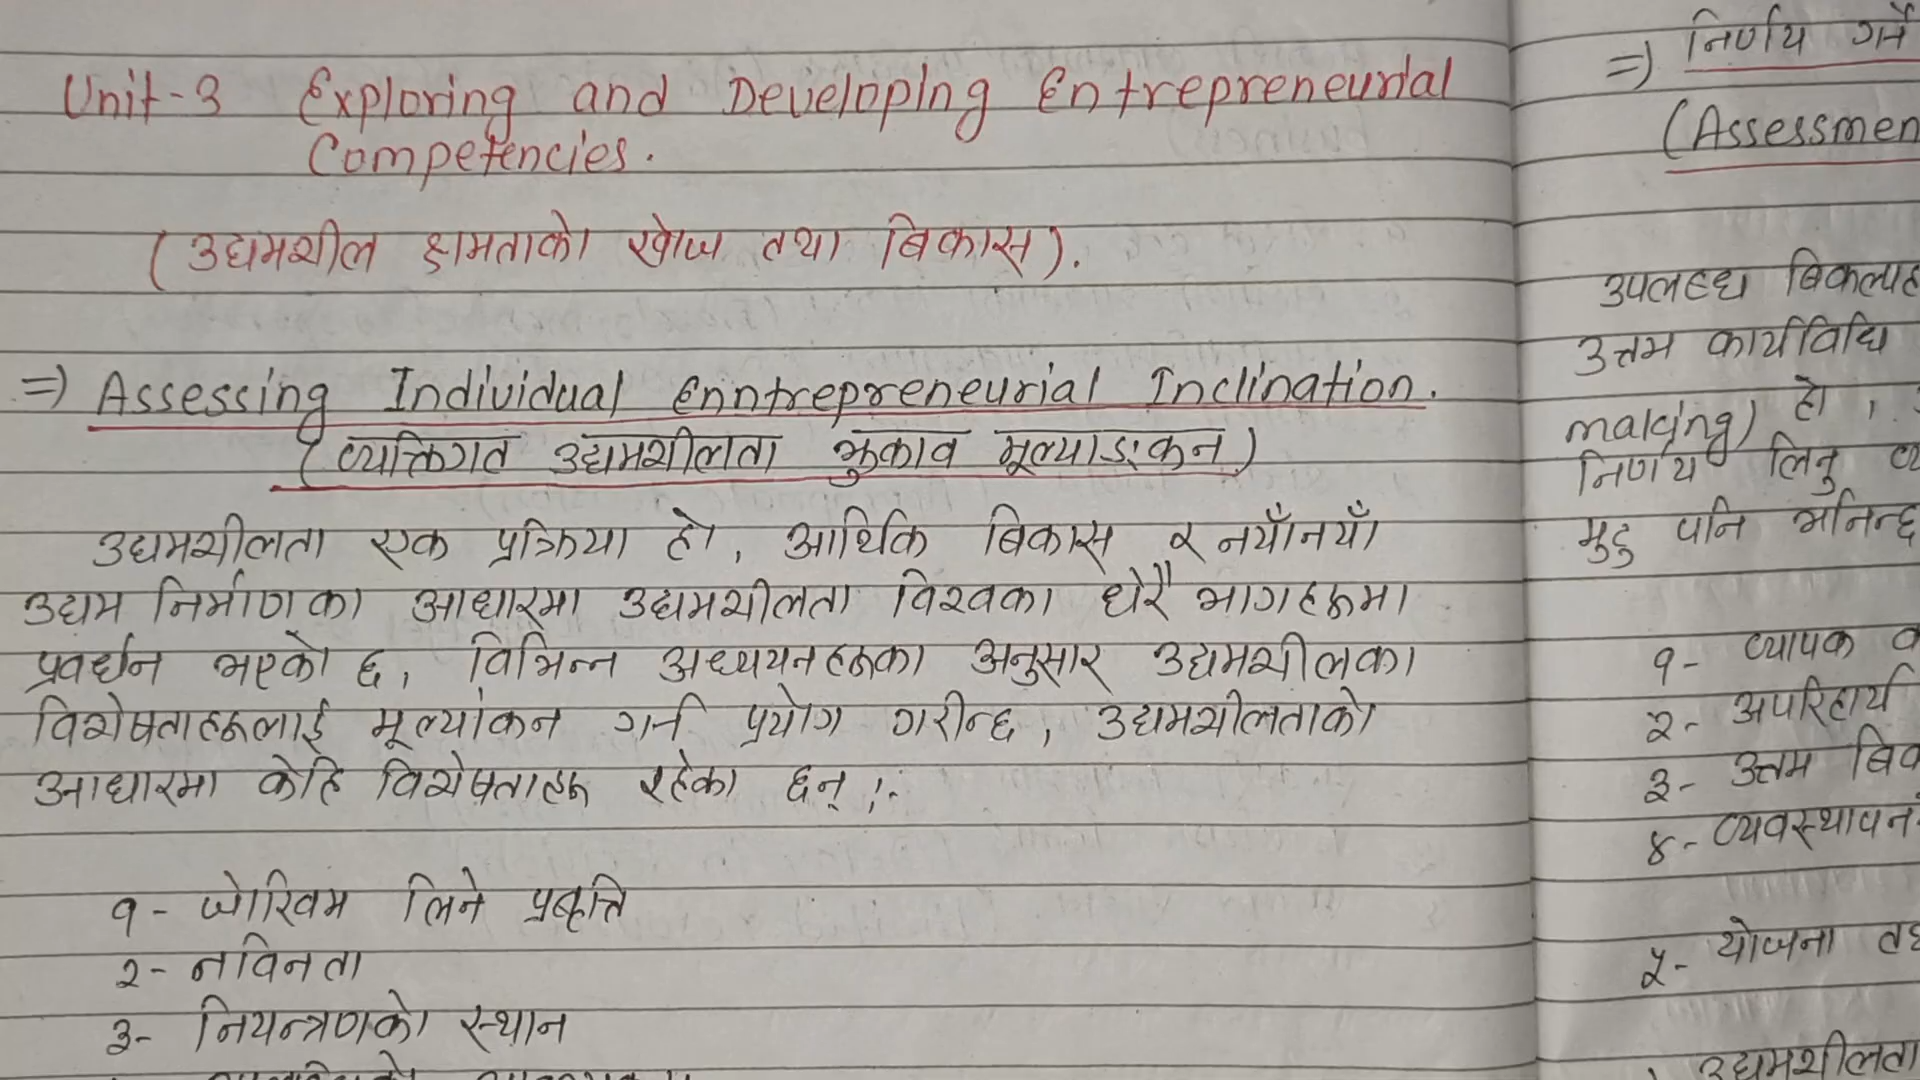 Unit-3 Exploring and Developing Entrepreneurial
Competencies.
(उद्यमशील क्षमताको खोज तथा बिकास).
=) Assessing Individual Enntrepreneurial Inclination.
(व्यक्तिगत उद्यमशीलता झुकाव मूल्याङ्कन)
उद्यमशीलता एक प्रक्रिया हो, आर्थिक बिकास र नयाँनयाँ
उद्यम निर्माणका आधारमा उद्यमशीलता विश्वका धेरै भागहरूमा
प्रवर्धन भएको छ, विभिन्न अध्ययनहरूका अनुसार उद्यमशीलका
विशेषताहरूलाई मूल्यांकन गर्न प्रयोग गरीन्छ, उद्यमशीलताको
आधारमा केहि विशेषताहरू रहेका छन् :-
१- जोखिम लिने प्रबृत्ति
२- नविनता
३- नियन्त्रणको स्थान
=) निर्णय गर्ने
(Assessmen
उपलब्ध बिकल्पह
उत्तम कार्यविधि
making) हो,
निर्णय लिनु
मुटु पनि भनिन्छ
१- व्यापक
२- अपरिहार्य
३- उत्तम बिक
४- व्यवस्थापन
५- योजना
उद्यमशीलता